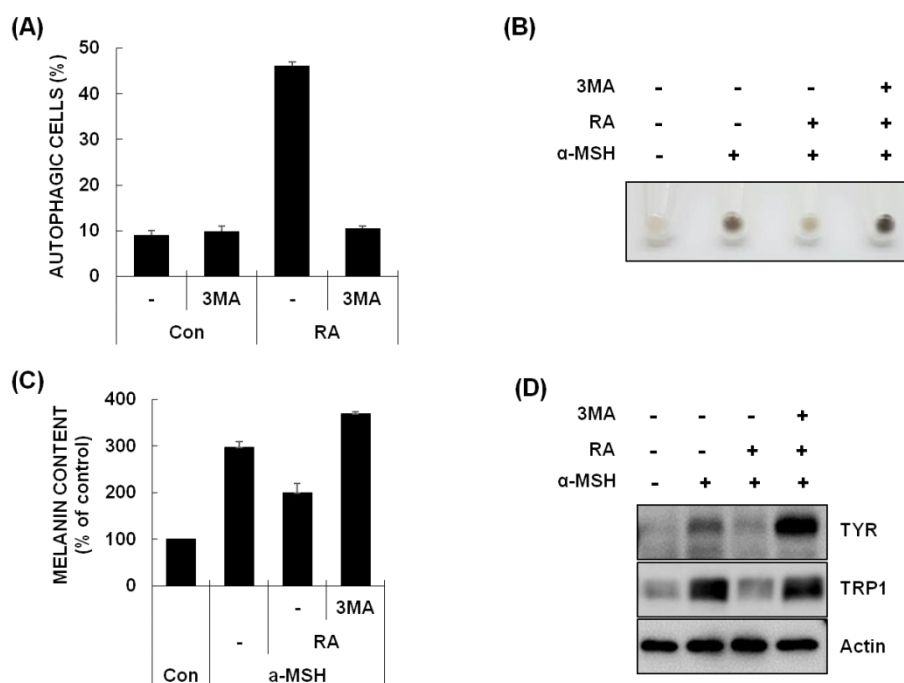 (A)
AUTOPHAGIC CELLS (%)
50
40
30
20
10
0
- 3MA - 3MA
Con RA
(B)
3MA - - - +
RA - - + +
α-MSH - + + +
(C)
MELANIN CONTENT
(% of control)
400
300
200
100
0
- - 3MA
RA
Con a-MSH
(D)
3MA - - - +
RA - - + +
α-MSH - + + +
TYR
TRP1
Actin